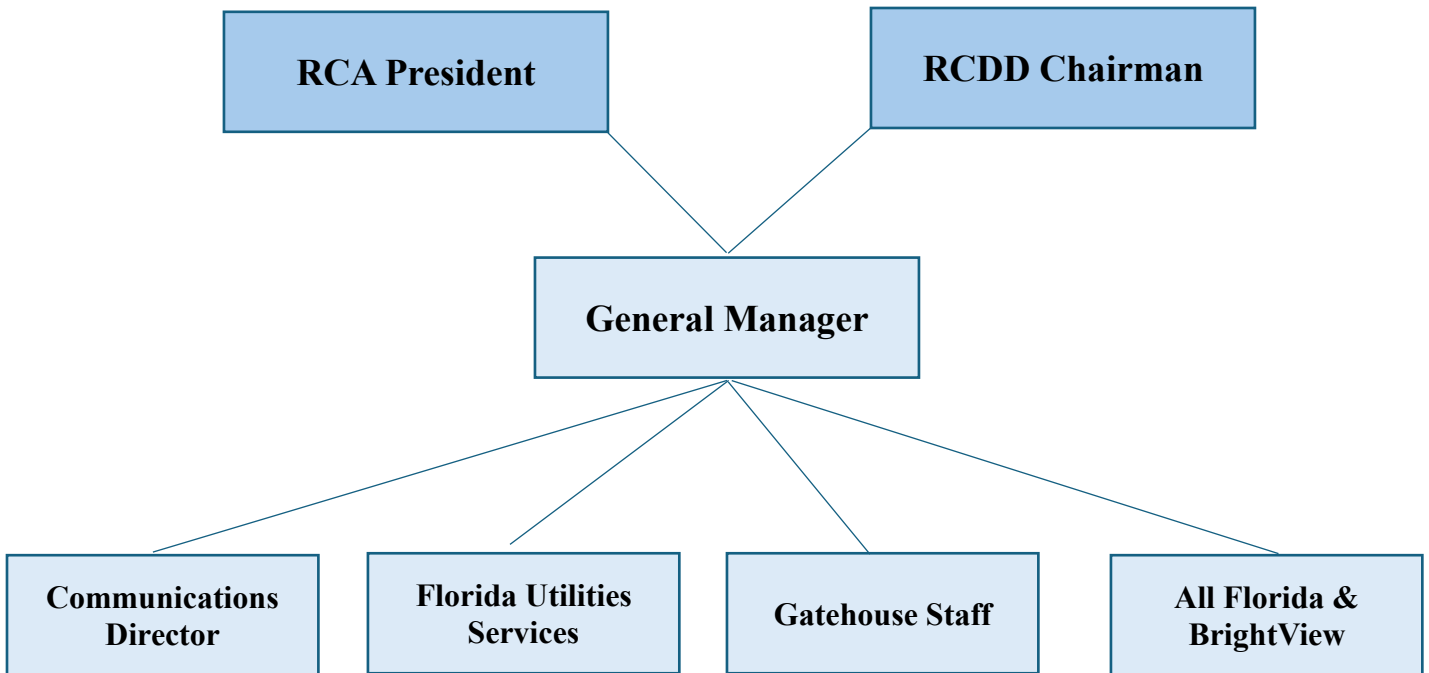 RCA President
RCDD Chairman
General Manager
Communications
Director
Florida Utilities
Services
Gatehouse Staff
All Florida &
BrightView